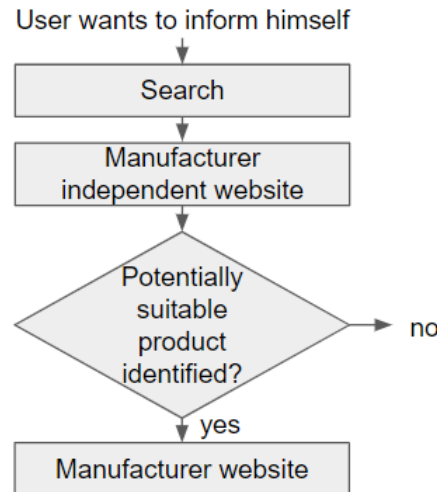 User wants to inform himself
Search
Manufacturer
independent website
Potentially
suitable
product
identified?
no
yes
Manufacturer website